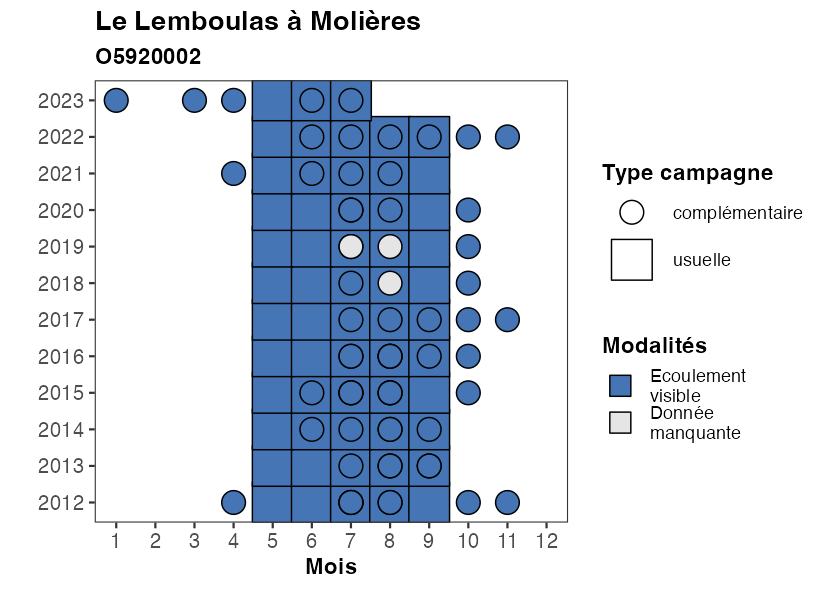 Le Lemboulas à Molières
O5920002
2023
2022
2021
2020
2019
2018
2017
2016
2015
2014
2013
2012
1 2 3 4 5 6 7 8 9 10 11 12
Mois
Type campagne
complémentaire
usuelle
Modalités
Ecoulement
visible
Donnée
manquante